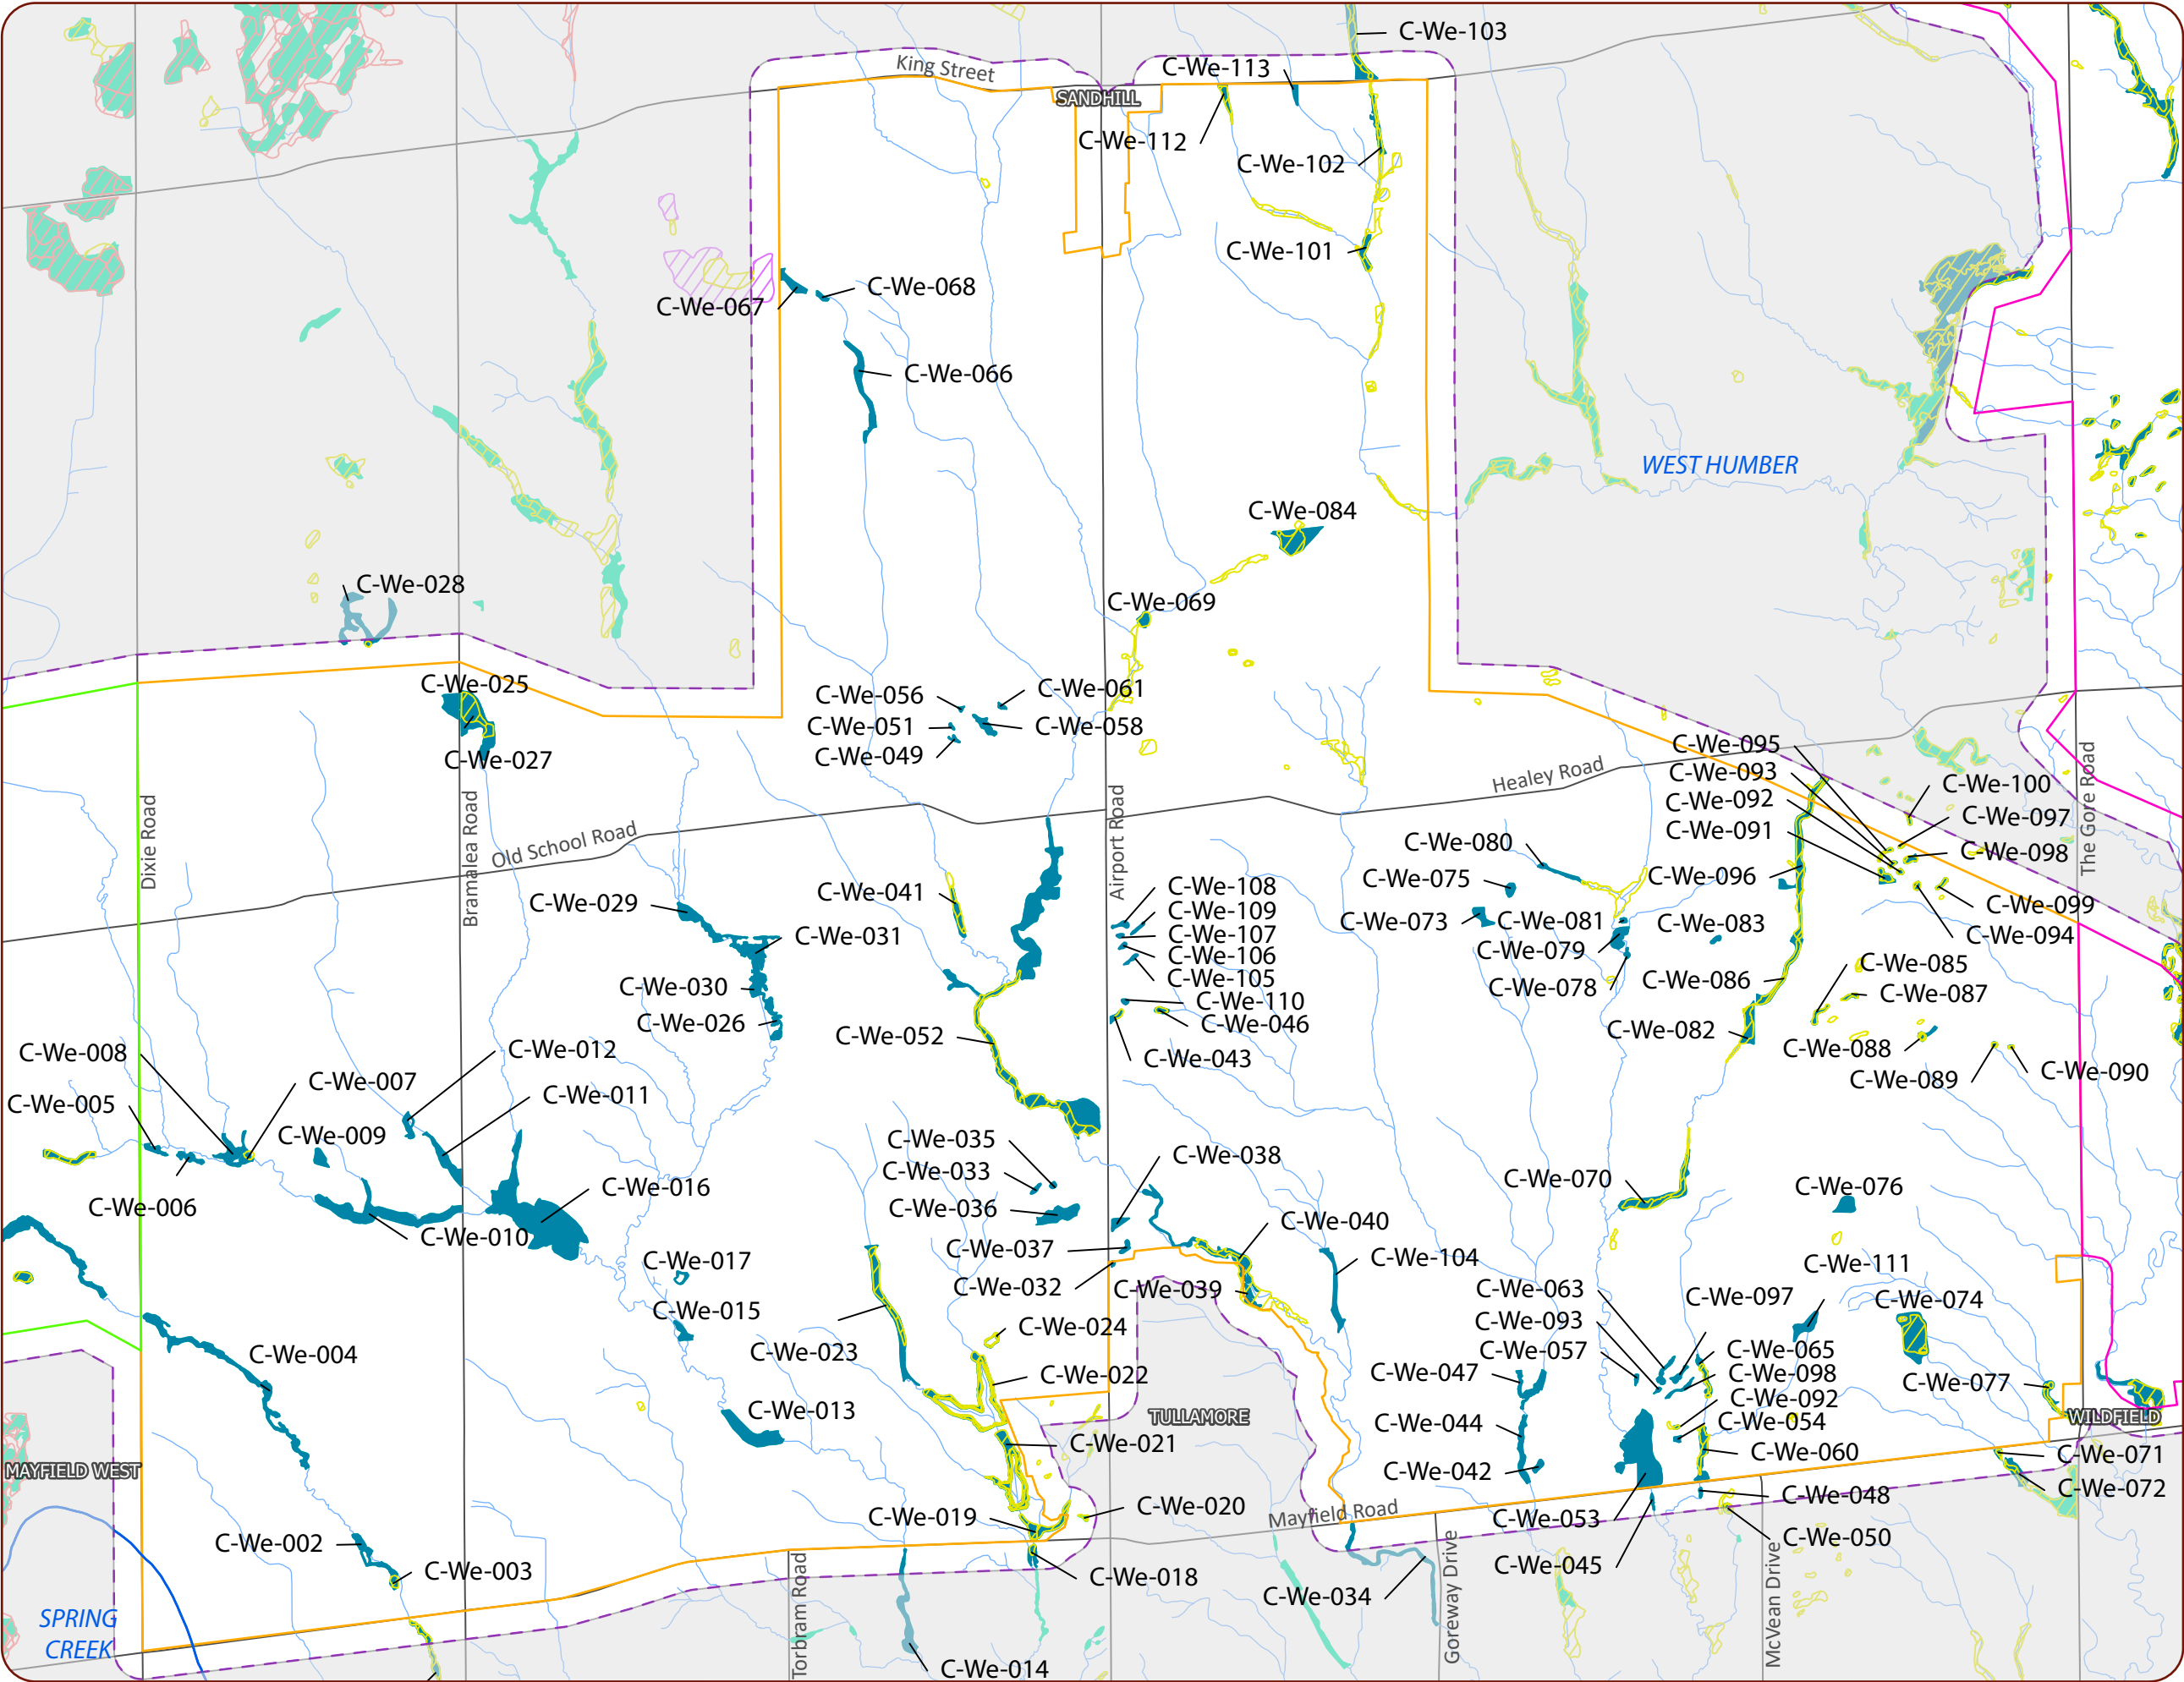 C-We-103
King Street
C-We-113
SANDHILL
C-We-112
C-We-102
C-We-101
C-We-068
C-We-067
C-We-066
WEST HUMBER
C-We-084
C-We-028
C-We-069
C-We-025
C-We-056
C-We-061
C-We-051
C-We-058
C-We-049
C-We-027
C-We-095
C-We-093
C-We-092
C-We-091
C-We-100
C-We-097
C-We-098
C-We-099
C-We-094
Healey Road
The Gore Road
Dixie Road
Bramalea Road
Old School Road
Airport Road
C-We-080
C-We-075
C-We-073
C-We-081
C-We-079
C-We-078
C-We-083
C-We-096
C-We-086
C-We-082
C-We-085
C-We-087
C-We-088
C-We-089
C-We-090
C-We-029
C-We-031
C-We-030
C-We-026
C-We-041
C-We-052
C-We-108
C-We-109
C-We-107
C-We-106
C-We-105
C-We-110
C-We-046
C-We-043
C-We-008
C-We-005
C-We-007
C-We-009
C-We-006
C-We-012
C-We-011
C-We-016
C-We-010
C-We-017
C-We-015
C-We-035
C-We-033
C-We-036
C-We-037
C-We-032
C-We-038
C-We-040
C-We-039
C-We-104
C-We-070
C-We-076
C-We-111
C-We-074
C-We-063
C-We-093
C-We-057
C-We-097
C-We-065
C-We-098
C-We-092
C-We-054
C-We-060
C-We-077
C-We-047
C-We-044
C-We-042
C-We-053
C-We-045
C-We-048
C-We-050
C-We-071
C-We-072
WILDFIELD
C-We-004
C-We-013
C-We-023
C-We-024
C-We-022
C-We-021
TULLAMORE
C-We-020
C-We-019
C-We-018
C-We-014
C-We-034
MAYFIELD WEST
C-We-002
C-We-003
SPRING
CREEK
Torbram Road
Mayfield Road
Goreway Drive
McVean Drive